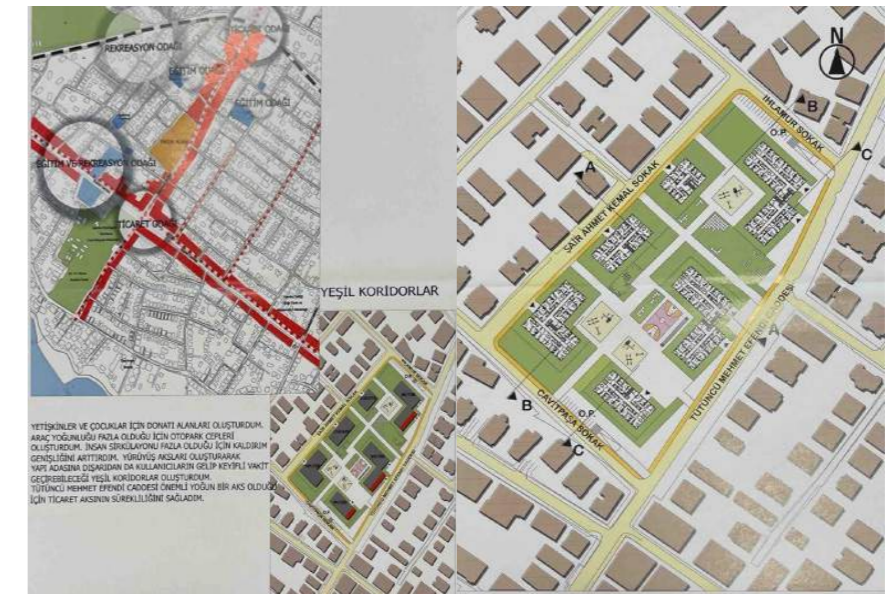 REKREASYON ODAĞI
TİCARET ODAĞI
EĞİTİM ODAĞI
EĞİTİM ODAĞI
EĞİTİM VE REKREASYON ODAĞI
TİCARET ODAĞI
YEŞİL KORİDORLAR
YETİŞKİNLER VE ÇOCUKLAR İÇİN DONATI ALANLARI OLUŞTURDUM.
ARAÇ YOĞUNLUĞU FAZLA OLDUĞU İÇİN OTOPARK CEPLERİ
OLUŞTURDUM. İNSAN SİRKÜLAYONU FAZLA OLDUĞU İÇİN KALDIRIM
GENİŞLİĞİNİ ARTTIRDIM. YÜRÜYÜŞ AKSLARI OLUŞTURARAK
YAPI ADASINA DIŞARIDAN DA KULLANICILARIN GELİP KEYİFLİ VAKİT
GEÇİREBİLECEĞİ YEŞİL KORİDORLAR OLUŞTURDUM.
TÜTÜNCÜ MEHMET EFENDİ CADDESİ ÖNEMLİ YOĞUN BİR AKS OLDUĞU
İÇİN TİCARET AKSININ SÜREKLİLİĞİNİ SAĞLADIM.
N
IHLAMUR SOKAK
B
O.P.
C
A
ŞAİR AHMET KEMAL SOKAK
TÜTÜNCÜ MEHMET EFENDİ CADDESİ
A
B
CAVİTPAŞA SOKAK
O.P.
C